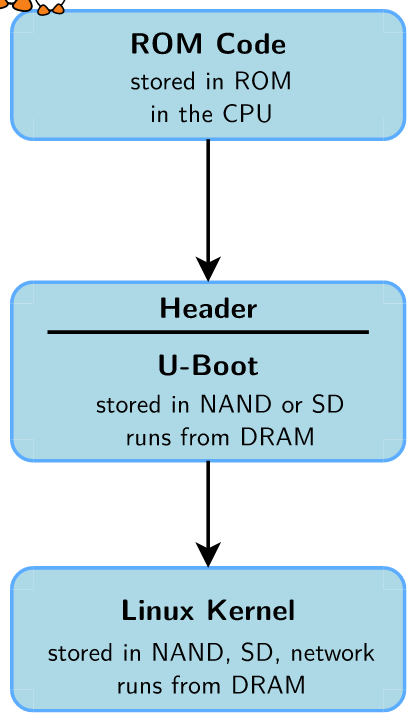 ROM Code
stored in ROM
in the CPU
Header
U-Boot
stored in NAND or SD
runs from DRAM
Linux Kernel
stored in NAND, SD, network
runs from DRAM